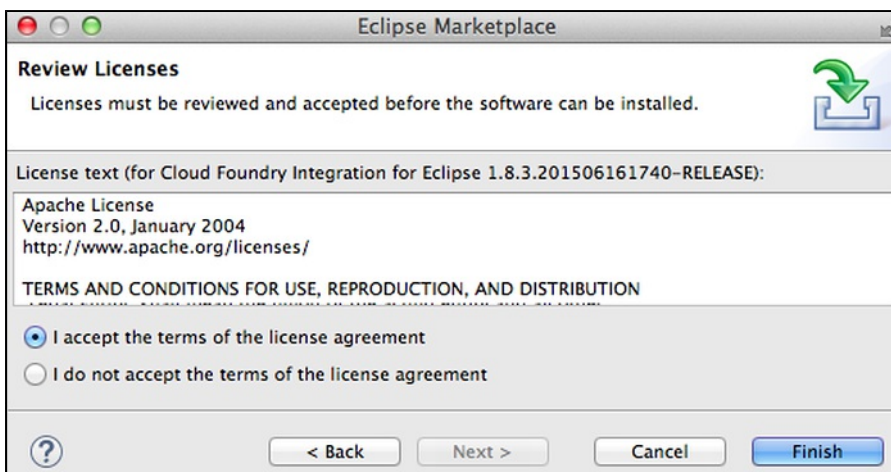 Eclipse Marketplace
Review Licenses
Licenses must be reviewed and accepted before the software can be installed.
License text (for Cloud Foundry Integration for Eclipse 1.8.3.201506161740-RELEASE):
Apache License
Version 2.0, January 2004
http://www.apache.org/licenses/
TERMS AND CONDITIONS FOR USE, REPRODUCTION, AND DISTRIBUTION
I accept the terms of the license agreement
I do not accept the terms of the license agreement
?
< Back
Next >
Cancel
Finish